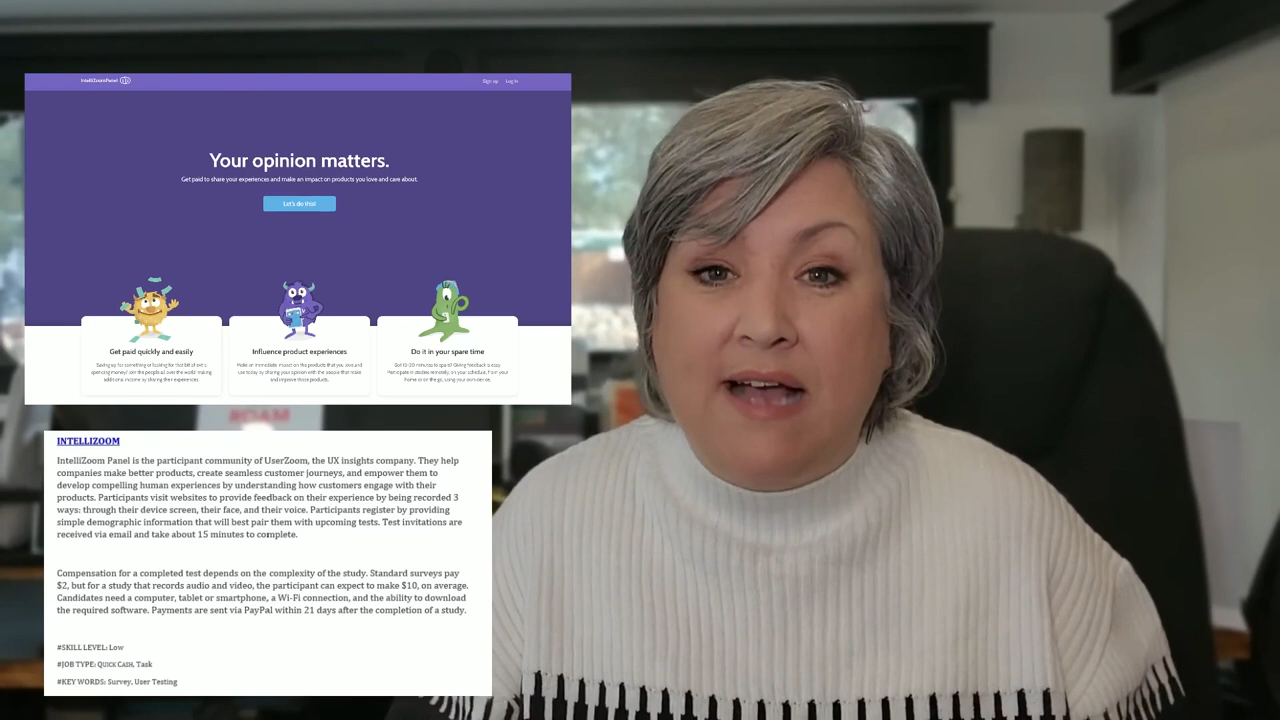 IntelliZoomPanel
Sign up
Log in
Your opinion matters.
Get paid to share your experiences and make an impact on products you love and care about.
Let's do this!
Get paid quickly and easily
Saving up for something or looking for that bit of extra
spending money? Join the people all over the world making
additional income by sharing their experiences.
Influence product experiences
Make an immediate impact on the products that you love and
use today by sharing your opinion with the people that make
and improve those products.
Do it in your spare time
Got 10-20 minutes to spare? Giving feedback is easy.
Participate in studies remotely, on your schedule, from your
home or on the go, using your own device.
ROAM
INTELLIZOOM
IntelliZoom Panel is the participant community of UserZoom, the UX insights company. They help
companies make better products, create seamless customer journeys, and empower them to
develop compelling human experiences by understanding how customers engage with their
products. Participants visit websites to provide feedback on their experience by being recorded 3
ways: through their device screen, their face, and their voice. Participants register by providing
simple demographic information that will best pair them with upcoming tests. Test invitations are
received via email and take about 15 minutes to complete.
Compensation for a completed test depends on the complexity of the study. Standard surveys pay
$2, but for a study that records audio and video, the participant can expect to make $10, on average.
Candidates need a computer, tablet or smartphone, a Wi-Fi connection, and the ability to download
the required software. Payments are sent via PayPal within 21 days after the completion of a study.
#SKILL LEVEL: Low
#JOB TYPE: Quick Cash, Task
#KEY WORDS: Survey, User Testing